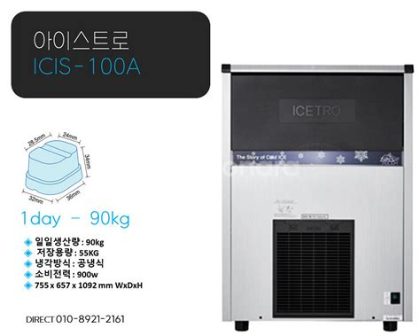 아이스트로
ICIS-100A
28.5mm
24mm
34mm
32mm
38mm
1day - 90kg
일일생산량 : 90kg
저장용량 : 55KG
냉각방식 : 공냉식
소비전력 : 900w
755 x 657 x 1092 mm WxDxH
DIRECT 010-8921-2161
ICETRO
The Story of Cold ICE